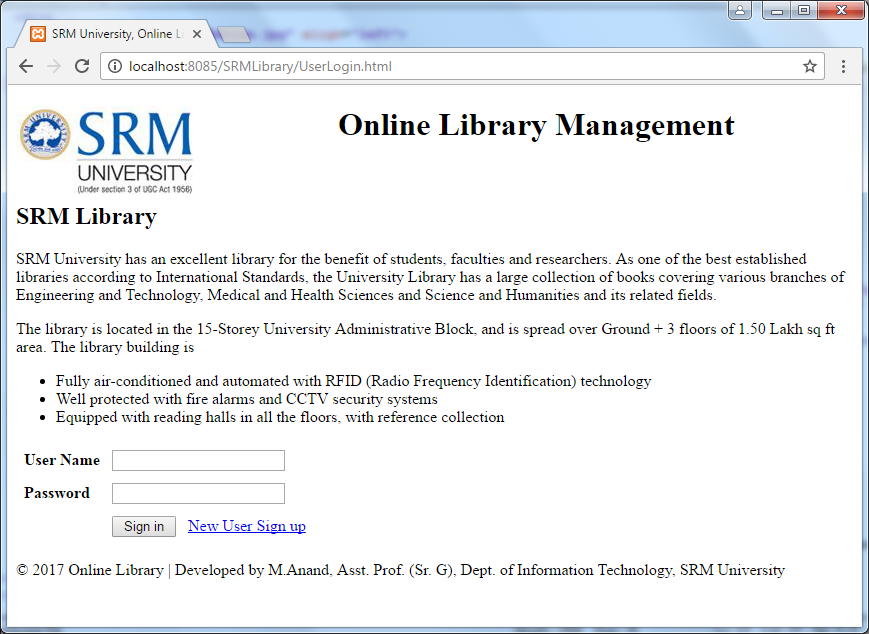 SRM University, Online Li
localhost:8085/SRMLibrary/UserLogin.html
SRM
UNIVERSITY
(Under section 3 of UGC Act 1956)
Online Library Management
SRM Library
SRM University has an excellent library for the benefit of students, faculties and researchers. As one of the best established
libraries according to International Standards, the University Library has a large collection of books covering various branches of
Engineering and Technology, Medical and Health Sciences and Science and Humanities and its related fields.
The library is located in the 15-Storey University Administrative Block, and is spread over Ground + 3 floors of 1.50 Lakh sq ft
area. The library building is
• Fully air-conditioned and automated with RFID (Radio Frequency Identification) technology
• Well protected with fire alarms and CCTV security systems
• Equipped with reading halls in all the floors, with reference collection
User Name
Password
Sign in New User Sign up
© 2017 Online Library | Developed by M.Anand, Asst. Prof. (Sr. G), Dept. of Information Technology, SRM University